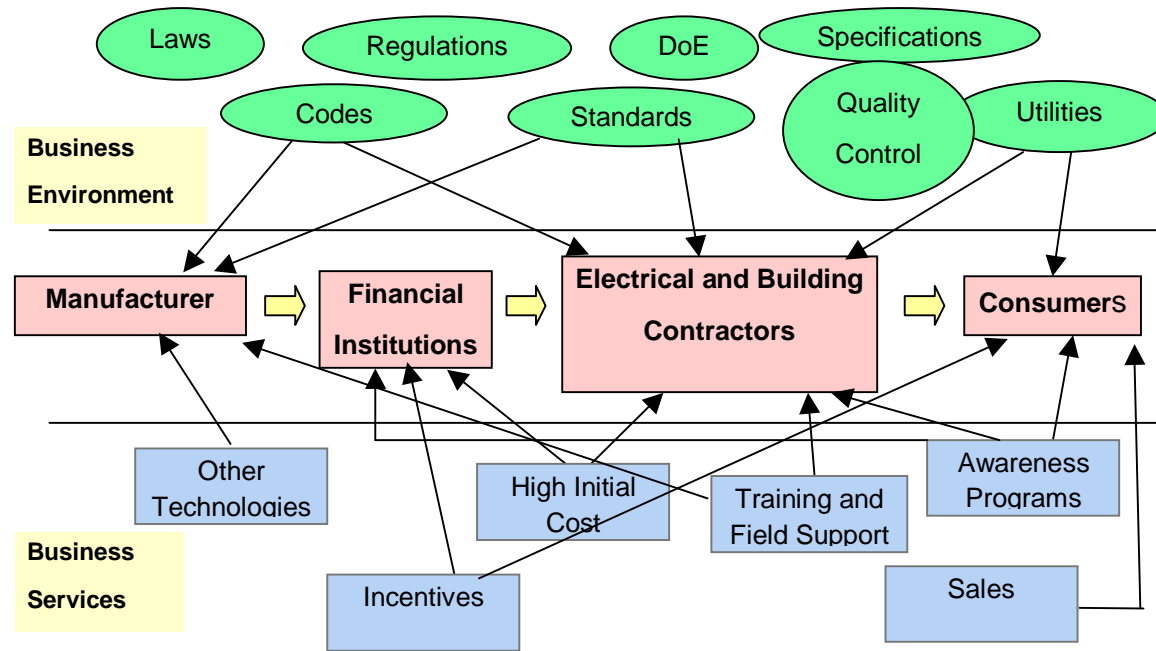 Laws
Regulations
DoE
Specifications
Codes
Standards
Quality
Control
Utilities
Business
Environment
Manufacturer
Financial
Institutions
Electrical and Building
Contractors
Consumers
Other
Technologies
High Initial
Cost
Training and
Field Support
Awareness
Programs
Business
Services
Incentives
Sales